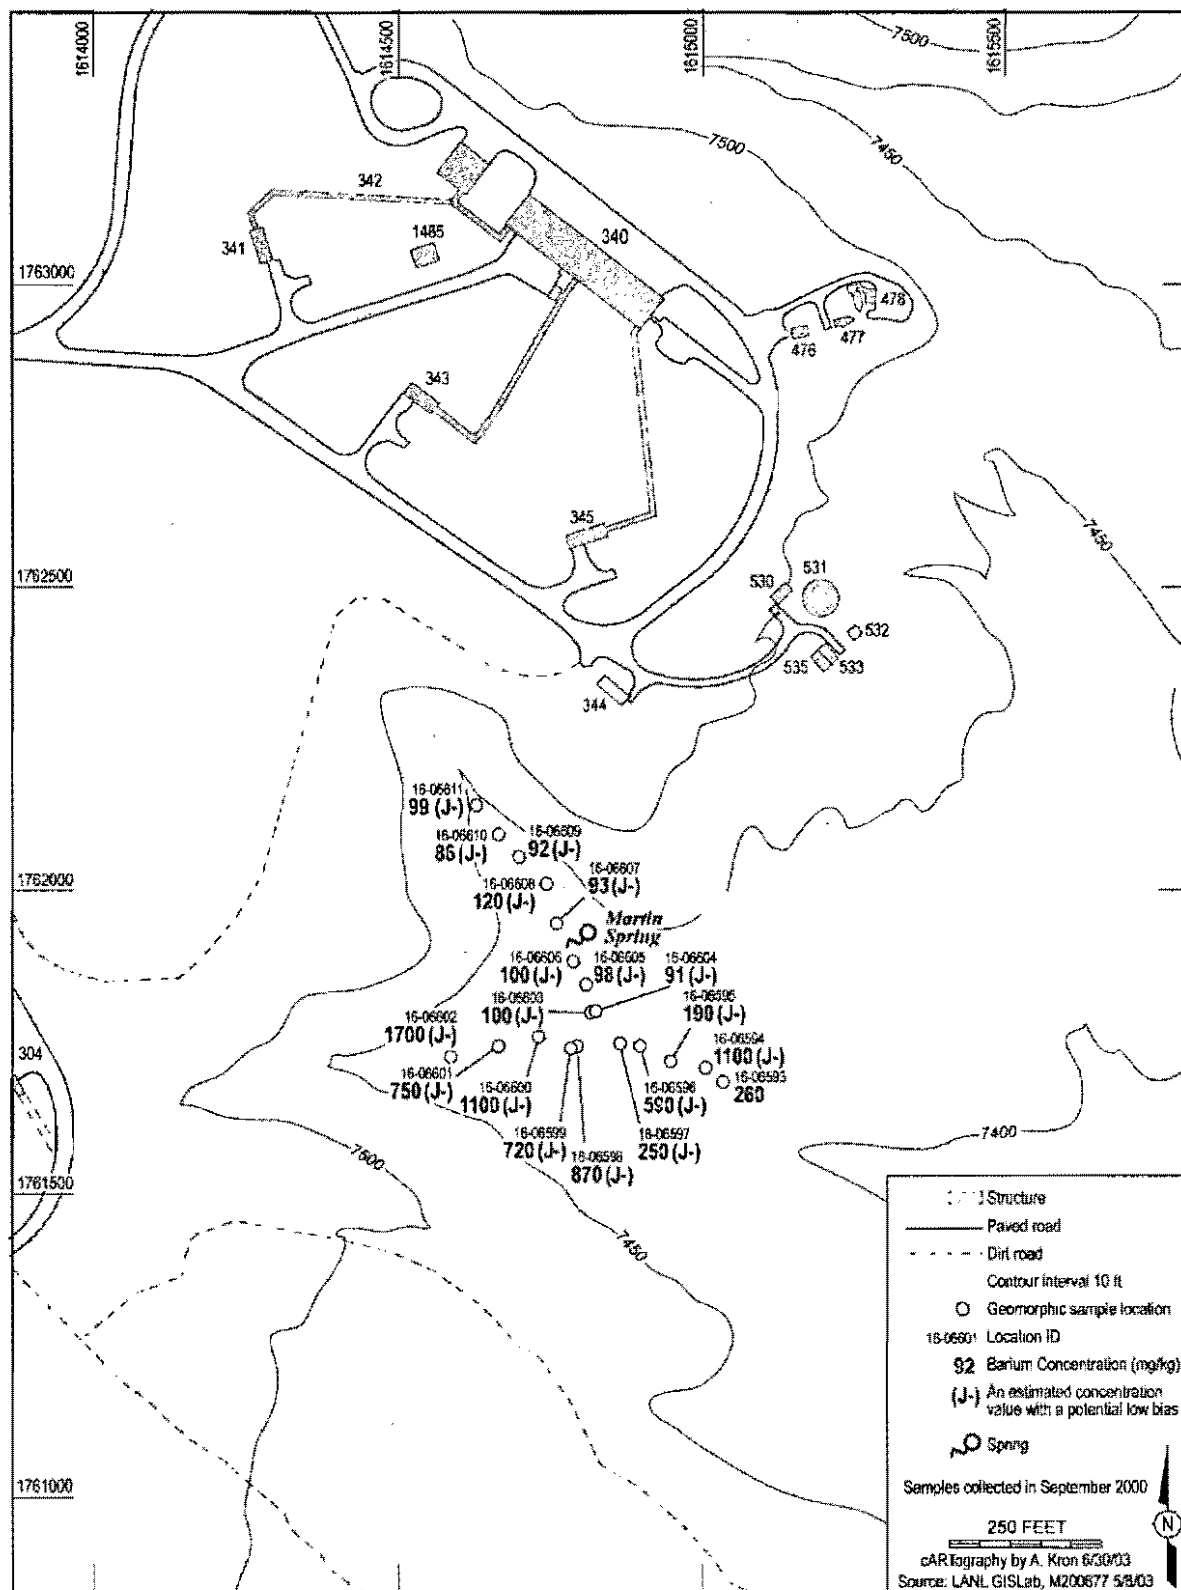 1614000
1614500
1615000
1615500
7500
7500
7450
342
341
1485
340
1763000
478
477
476
343
345
7450
1762500
530
531
532
535
533
344
16-06611
99 (J-)
16-06610
86 (J-)
16-06609
92 (J-)
16-06608
120 (J-)
16-06607
93 (J-)
1762000
Martin
Spring
16-06606
100 (J-)
16-06605
98 (J-)
16-06604
91 (J-)
16-06603
100 (J-)
16-06595
190 (J-)
16-06602
1700 (J-)
16-06594
1100 (J-)
304
16-06601
750 (J-)
16-06600
1100 (J-)
16-06596
590 (J-)
16-06593
260
16-06599
720 (J-)
16-06598
870 (J-)
16-06597
250 (J-)
7400
7500
1761500
7450
Structure
Paved road
Dirt road
Contour interval 10 ft
Geomorphic sample location
16-06601 Location ID
92 Barium Concentration (mg/kg)
(J-) An estimated concentration
value with a potential low bias
Spring
Samples collected in September 2000
1761000
250 FEET
N
cARTography by A. Kron 6/30/03
Source: LANL GISLab, M200677 5/8/03